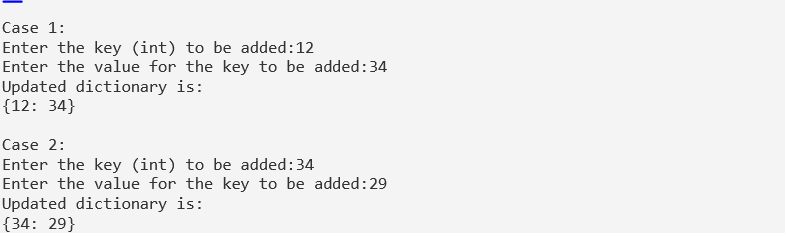 Case 1:
Enter the key (int) to be added:12
Enter the value for the key to be added:34
Updated dictionary is:
{12: 34}
Case 2:
Enter the key (int) to be added:34
Enter the value for the key to be added:29
Updated dictionary is:
{34: 29}